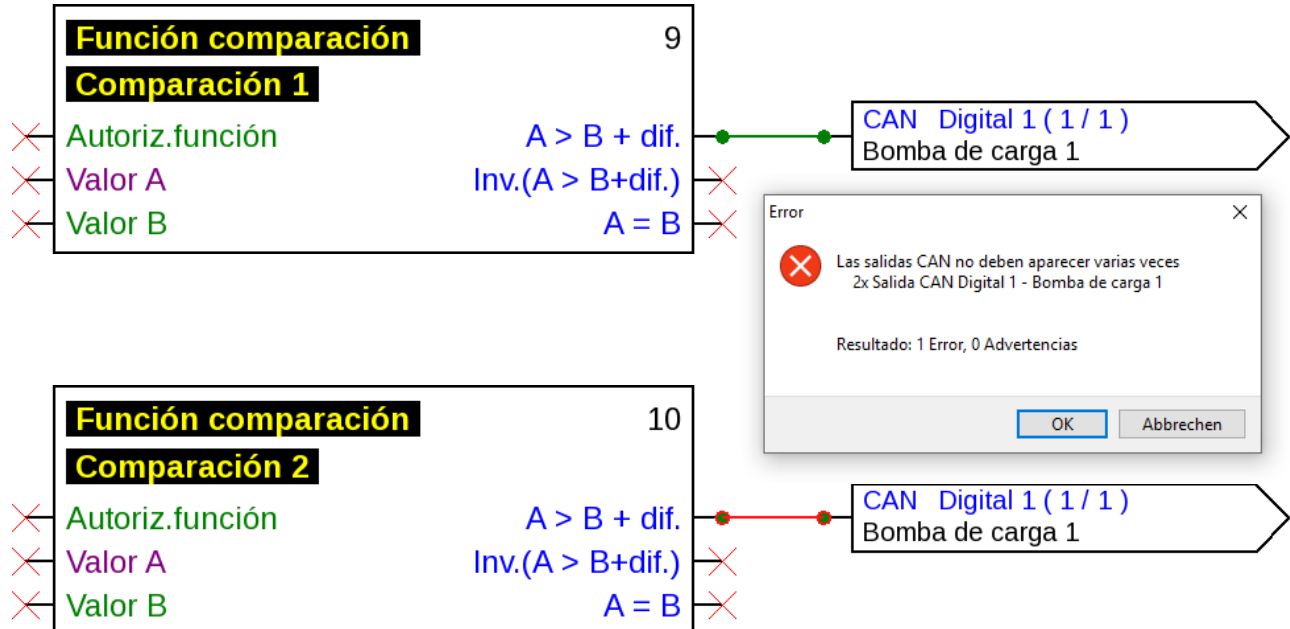 Función comparación 9
Comparación 1
Autoriz.función A > B + dif.
Valor A Inv.(A > B+dif.)
Valor B A = B
CAN Digital 1 ( 1 / 1 )
Bomba de carga 1
Error
Las salidas CAN no deben aparecer varias veces
2x Salida CAN Digital 1 - Bomba de carga 1
Resultado: 1 Error, 0 Advertencias
OK Abbrechen
Función comparación 10
Comparación 2
Autoriz.función A > B + dif.
Valor A Inv.(A > B+dif.)
Valor B A = B
CAN Digital 1 ( 1 / 1 )
Bomba de carga 1